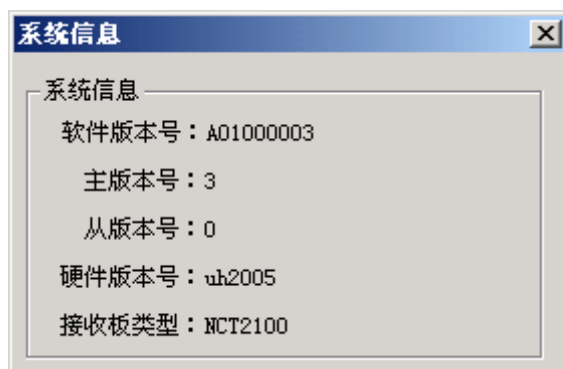 系统信息
系统信息
软件版本号：A01000003
主版本号：3
从版本号：0
硬件版本号：uh2005
接收板类型：NCT2100